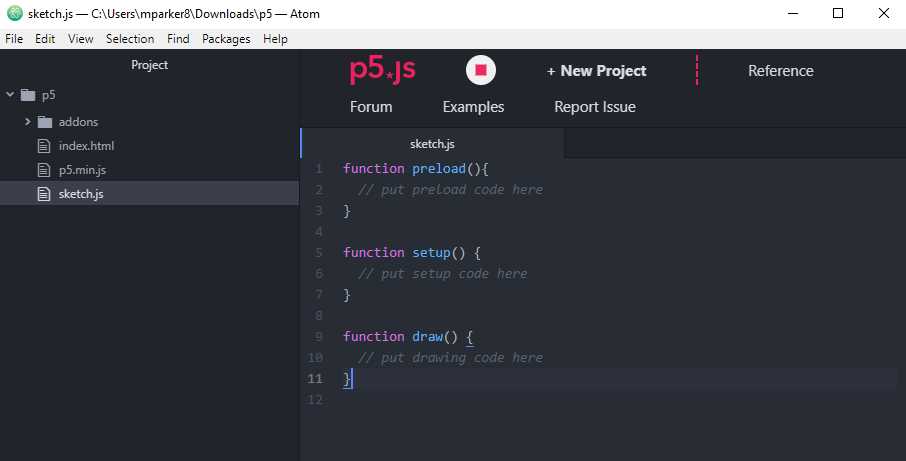 sketch.js — C:\Users\mparker8\Downloads\p5 — Atom
File Edit View Selection Find Packages Help
Project
p5
addons
index.html
p5.min.js
sketch.js
p5*js + New Project Reference
Forum Examples Report Issue
sketch.js
1 function preload(){
2 // put preload code here
3 }
4
5 function setup() {
6 // put setup code here
7 }
8
9 function draw() {
10 // put drawing code here
11 }
12